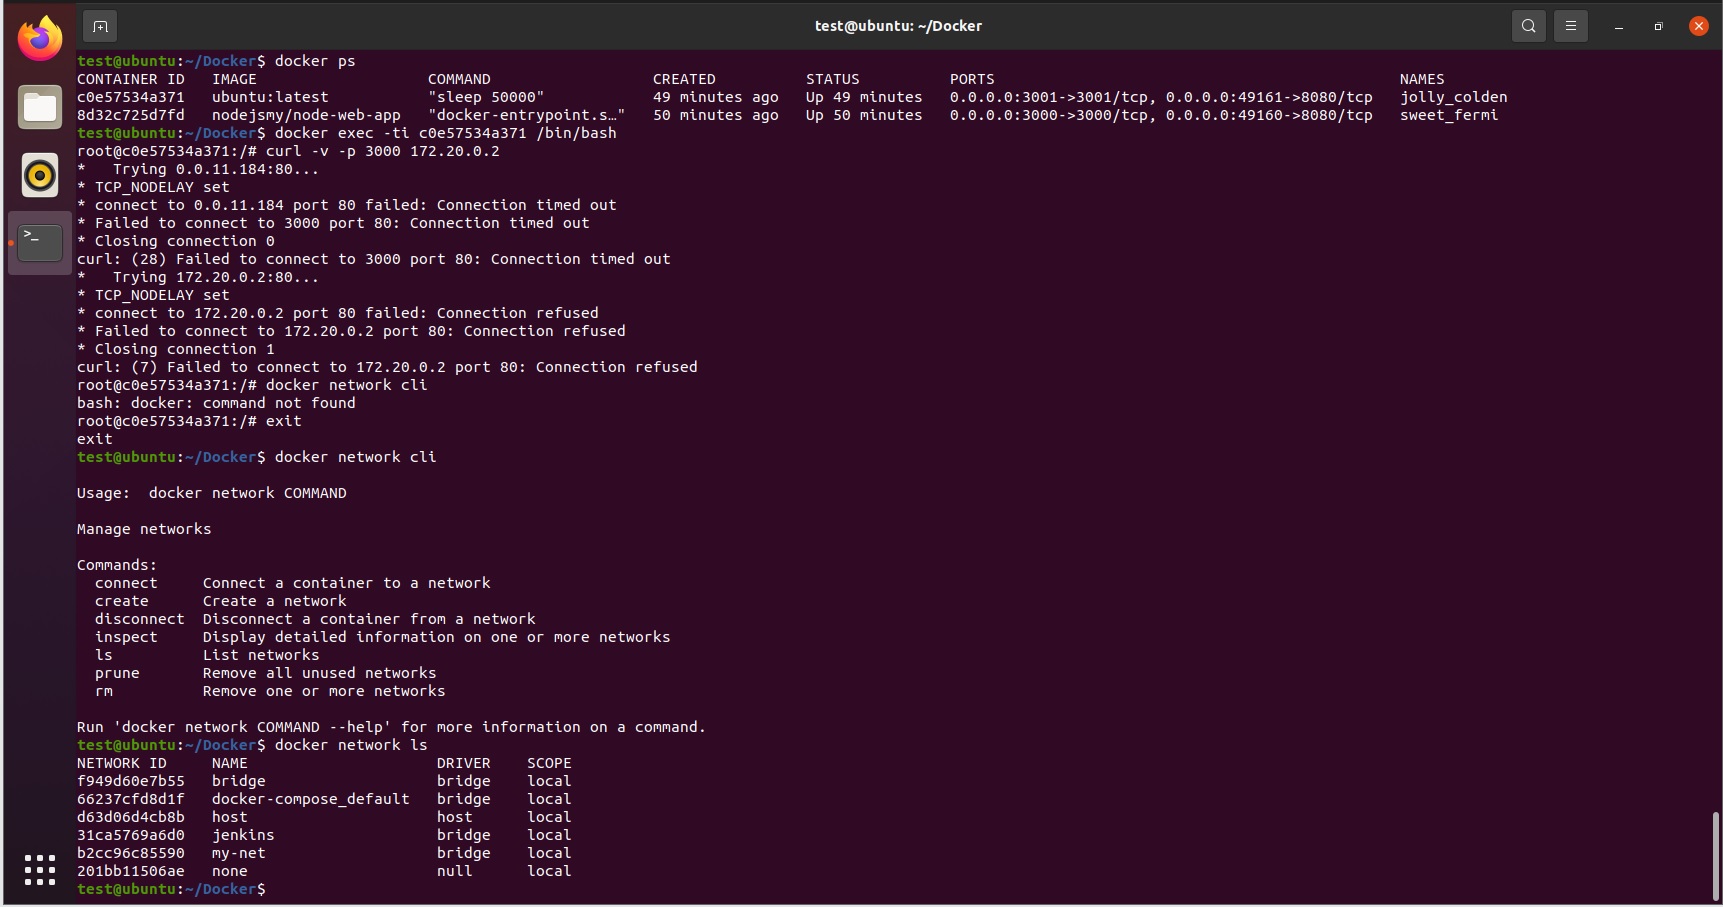 test@ubuntu: ~/Docker
test@ubuntu:~/Docker$ docker ps
CONTAINER ID   IMAGE                   COMMAND                  CREATED          STATUS          PORTS                                             NAMES
c0e57534a371   ubuntu:latest           "sleep 50000"            49 minutes ago   Up 49 minutes   0.0.0.0:3001->3001/tcp, 0.0.0.0:49161->8080/tcp   jolly_colden
8d32c725d7fd   nodejsmy/node-web-app   "docker-entrypoint.s…"   50 minutes ago   Up 50 minutes   0.0.0.0:3000->3000/tcp, 0.0.0.0:49160->8080/tcp   sweet_fermi
test@ubuntu:~/Docker$ docker exec -ti c0e57534a371 /bin/bash
root@c0e57534a371:/# curl -v -p 3000 172.20.0.2
*   Trying 0.0.11.184:80...
* TCP_NODELAY set
* connect to 0.0.11.184 port 80 failed: Connection timed out
* Failed to connect to 3000 port 80: Connection timed out
* Closing connection 0
curl: (28) Failed to connect to 3000 port 80: Connection timed out
*   Trying 172.20.0.2:80...
* TCP_NODELAY set
* connect to 172.20.0.2 port 80 failed: Connection refused
* Failed to connect to 172.20.0.2 port 80: Connection refused
* Closing connection 1
curl: (7) Failed to connect to 172.20.0.2 port 80: Connection refused
root@c0e57534a371:/# docker network cli
bash: docker: command not found
root@c0e57534a371:/# exit
exit
test@ubuntu:~/Docker$ docker network cli
Usage:  docker network COMMAND
Manage networks
Commands:
  connect     Connect a container to a network
  create      Create a network
  disconnect  Disconnect a container from a network
  inspect     Display detailed information on one or more networks
  ls          List networks
  prune       Remove all unused networks
  rm          Remove one or more networks
Run 'docker network COMMAND --help' for more information on a command.
test@ubuntu:~/Docker$ docker network ls
NETWORK ID     NAME                     DRIVER    SCOPE
f949d60e7b55   bridge                   bridge    local
66237cfd8d1f   docker-compose_default   bridge    local
d63d06d4cb8b   host                     host      local
31ca5769a6d0   jenkins                  bridge    local
b2cc96c85590   my-net                   bridge    local
201bb11506ae   none                     null      local
test@ubuntu:~/Docker$